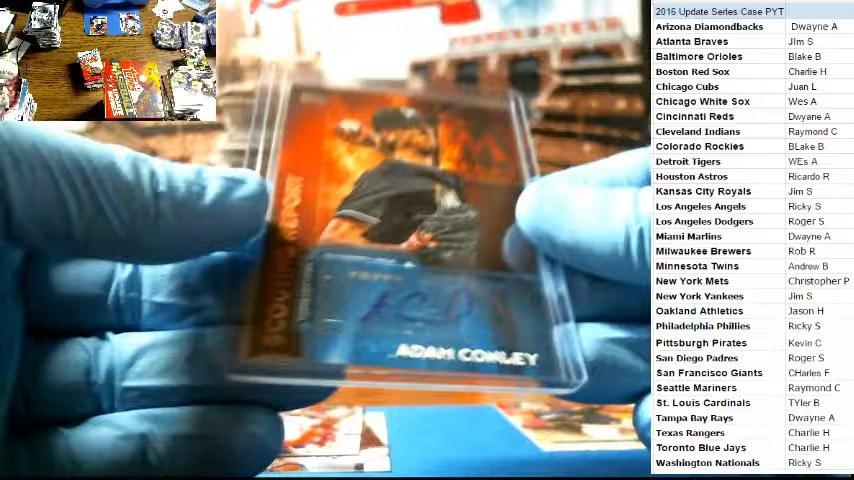 2016 Update Series Case PYT
Arizona Diamondbacks Dwayne A
Atlanta Braves JIm S
Baltimore Orioles Blake B
Boston Red Sox Charlie H
Chicago Cubs Juan L
Chicago White Sox Wes A
Cincinnati Reds Dwyane A
Cleveland Indians Raymond C
Colorado Rockies BLake B
Detroit Tigers WEs A
Houston Astros Ricardo R
Kansas City Royals Jim S
Los Angeles Angels Ricky S
Los Angeles Dodgers Roger S
Miami Marlins Dwayne A
Milwaukee Brewers Rob R
Minnesota Twins Andrew B
New York Mets Christopher P
New York Yankees Jim S
Oakland Athletics Jason H
Philadelphia Phillies Ricky S
Pittsburgh Pirates Kevin C
San Diego Padres Roger S
San Francisco Giants CHarles F
Seattle Mariners Raymond C
St. Louis Cardinals TYler B
Tampa Bay Rays Dwayne A
Texas Rangers Charlie H
Toronto Blue Jays Charlie H
Washington Nationals Ricky S
SCOUTING REPORT
ADAM CONLEY